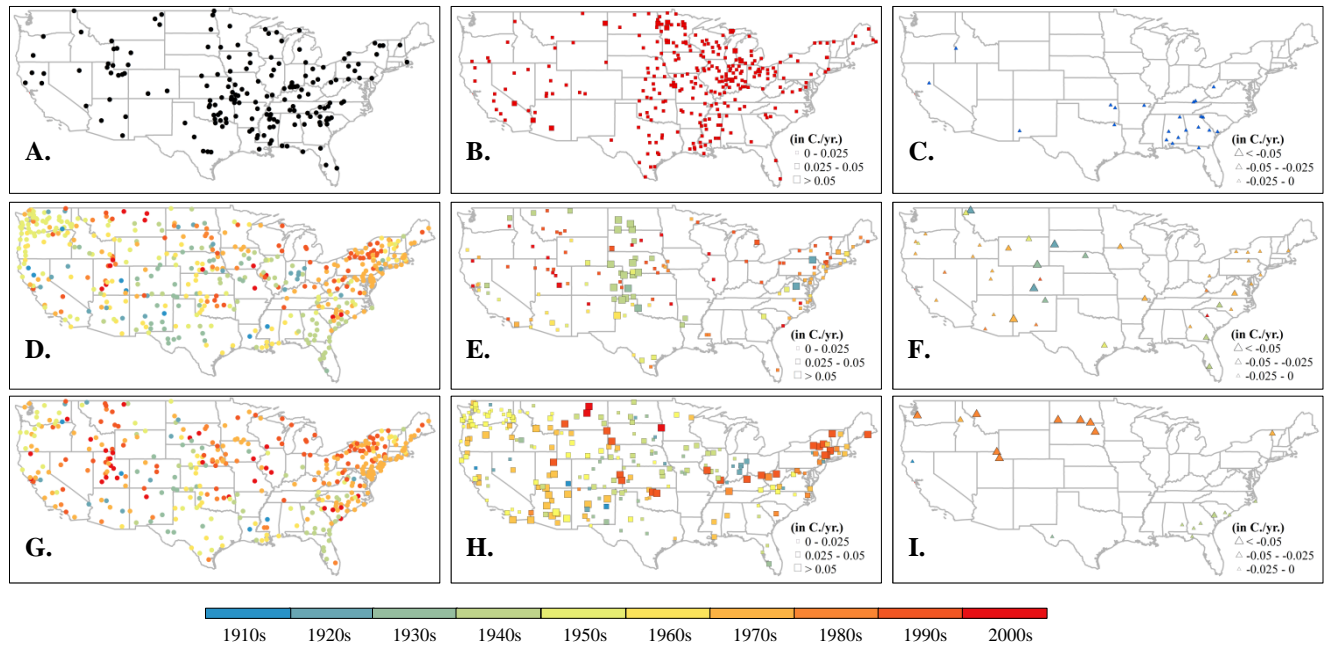 A.
B.
(in C./yr.)
0 - 0.025
0.025 - 0.05
> 0.05
C.
(in C./yr.)
< -0.05
-0.05 - -0.025
-0.025 - 0
D.
E.
(in C./yr.)
0 - 0.025
0.025 - 0.05
> 0.05
F.
(in C./yr.)
< -0.05
-0.05 - -0.025
-0.025 - 0
G.
H.
(in C./yr.)
0 - 0.025
0.025 - 0.05
> 0.05
I.
(in C./yr.)
< -0.05
-0.05 - -0.025
-0.025 - 0
1910s 1920s 1930s 1940s 1950s 1960s 1970s 1980s 1990s 2000s